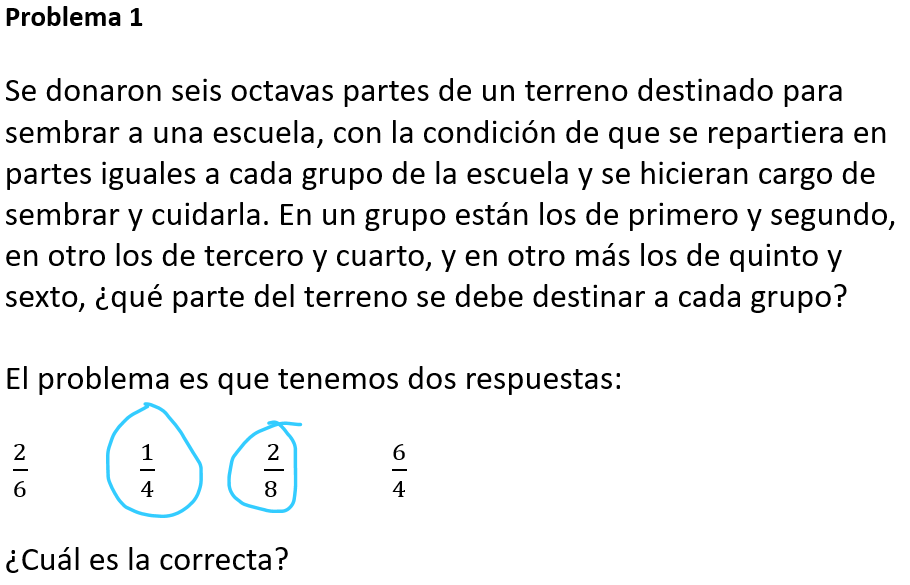 Problema 1
Se donaron seis octavas partes de un terreno destinado para
sembrar a una escuela, con la condición de que se repartiera en
partes iguales a cada grupo de la escuela y se hicieran cargo de
sembrar y cuidarla. En un grupo están los de primero y segundo,
en otro los de tercero y cuarto, y en otro más los de quinto y
sexto, ¿qué parte del terreno se debe destinar a cada grupo?
El problema es que tenemos dos respuestas:
2/6 1/4 2/8 6/4
¿Cuál es la correcta?